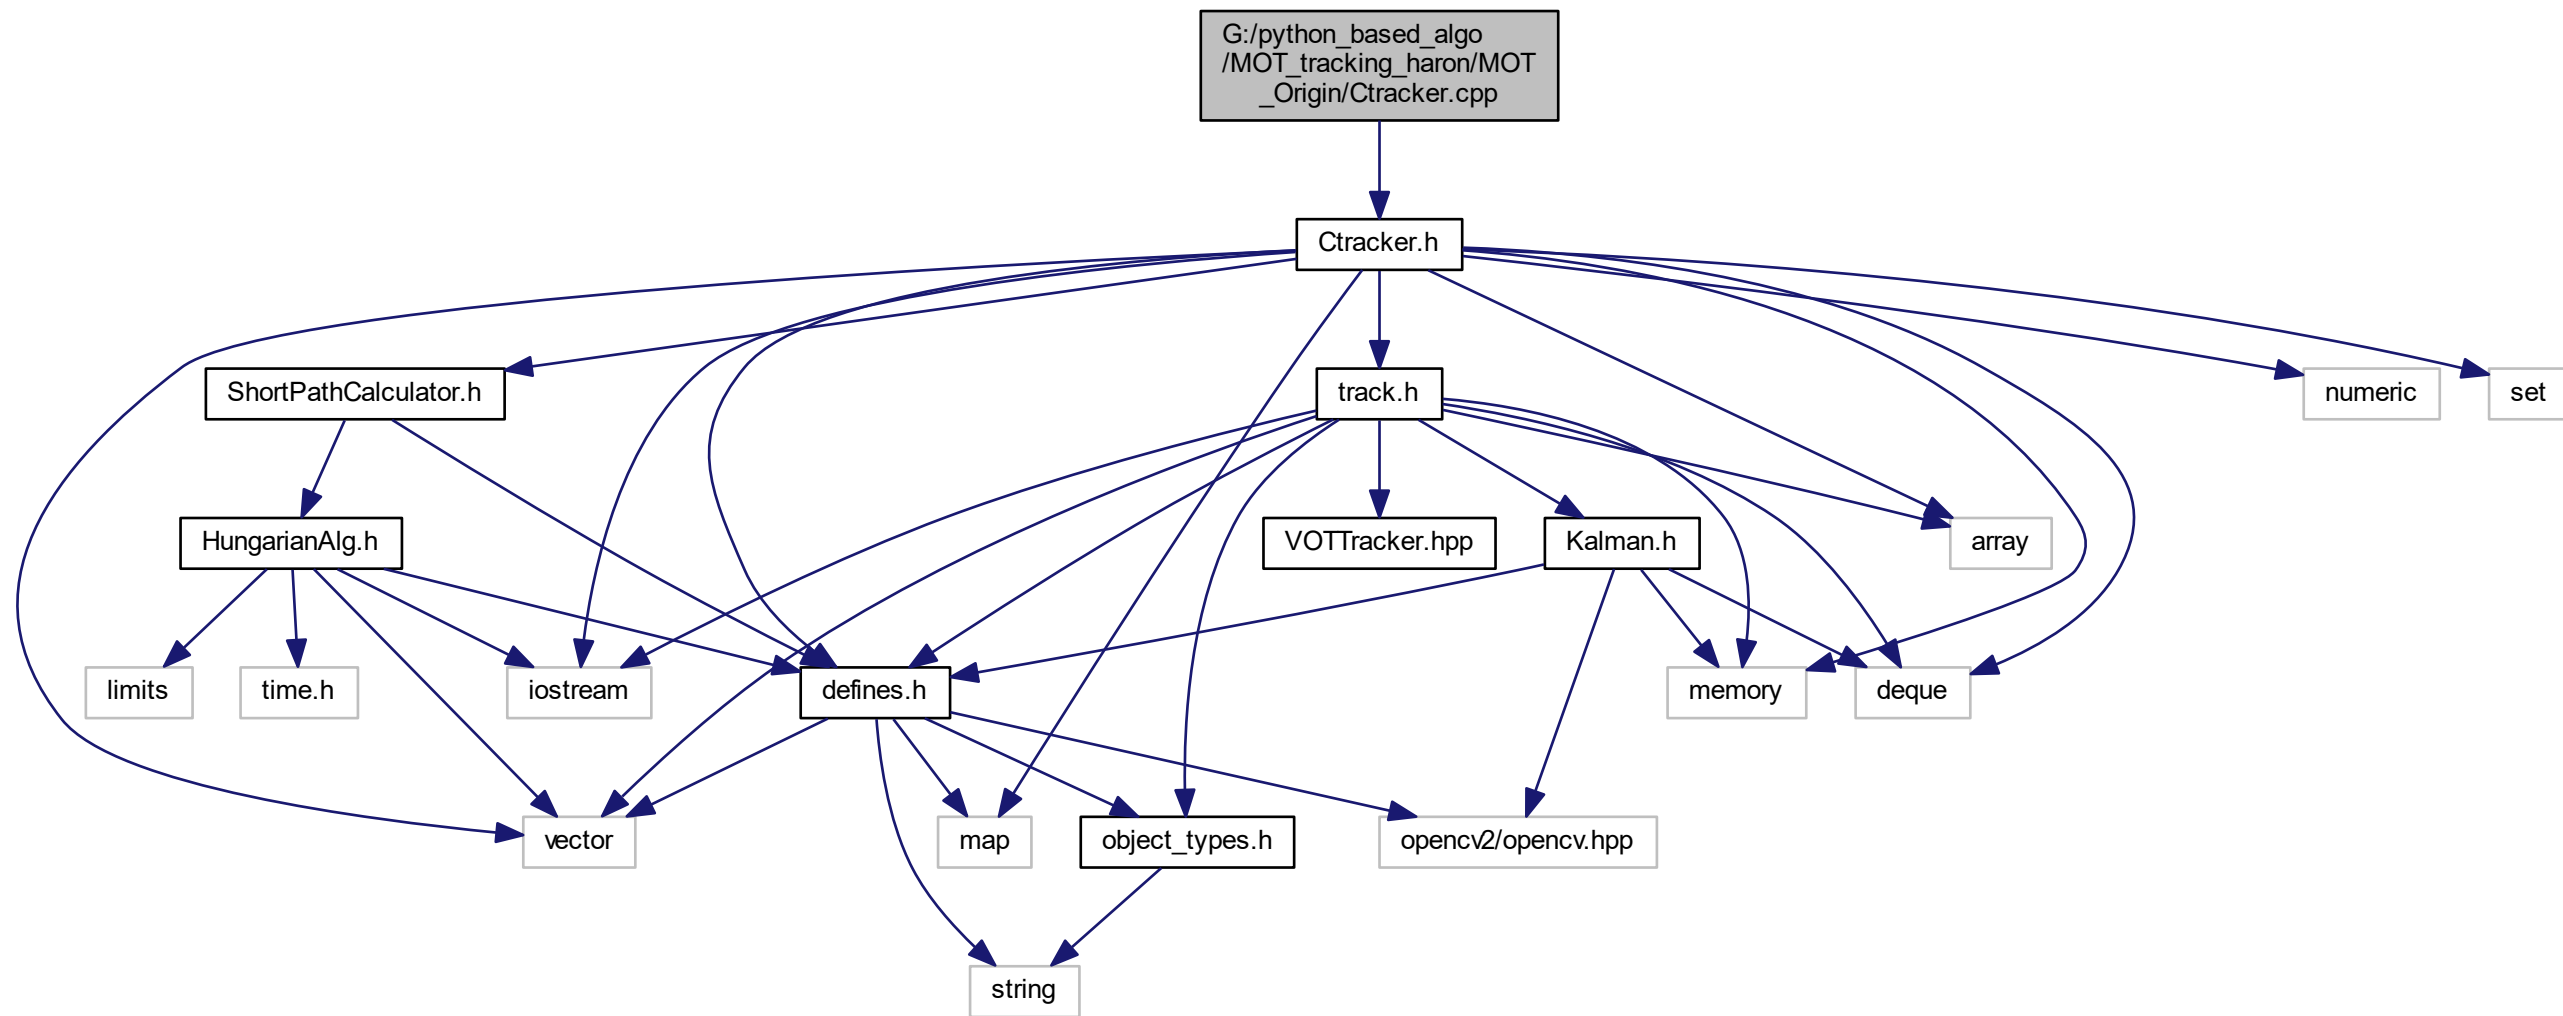 G:/python_based_algo
/MOT_tracking_haron/MOT
_Origin/Ctracker.cpp
Ctracker.h
ShortPathCalculator.h
track.h
numeric
set
HungarianAlg.h
VOTTracker.hpp
Kalman.h
array
limits
time.h
iostream
defines.h
memory
deque
vector
map
object_types.h
opencv2/opencv.hpp
string